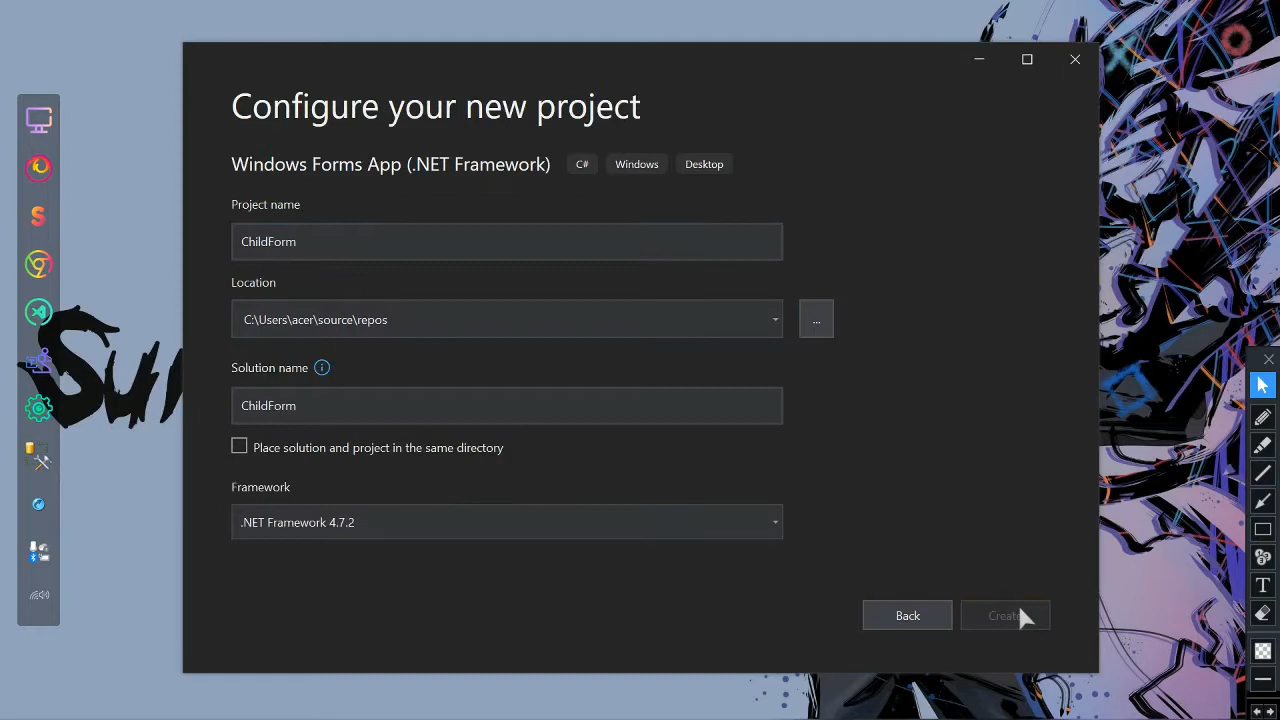 Configure your new project
Windows Forms App (.NET Framework) C# Windows Desktop
Project name
ChildForm
Location
C:\Users\acer\source\repos
...
Solution name
ChildForm
Place solution and project in the same directory
Framework
.NET Framework 4.7.2
Back
Create